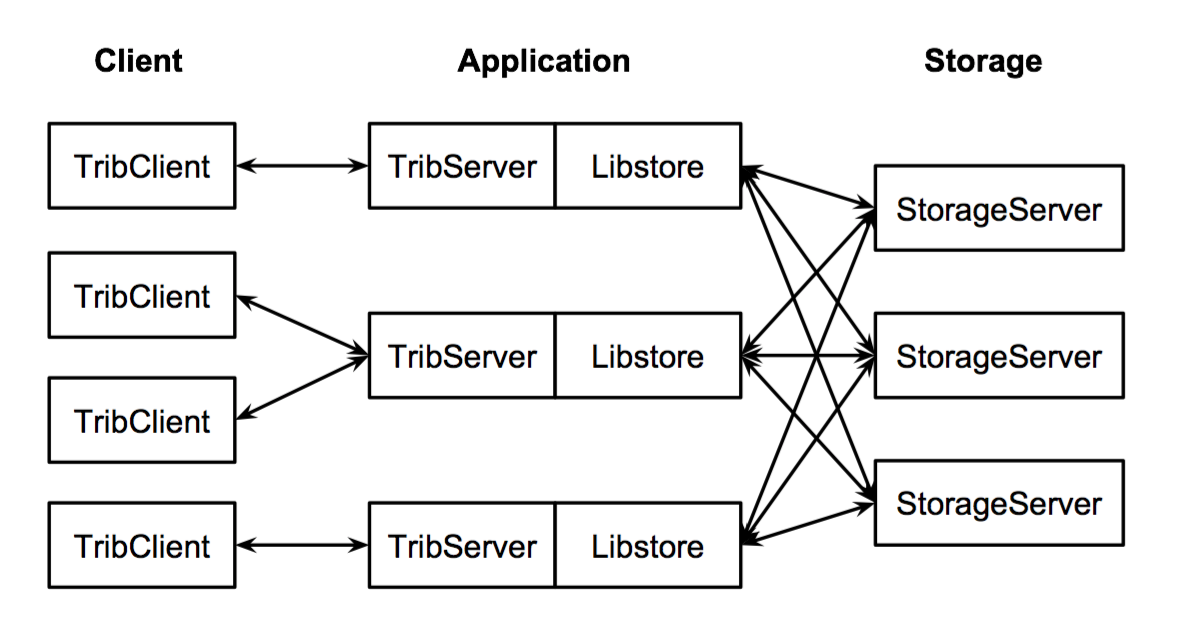 Client Application Storage
TribClient TribServer Libstore
StorageServer
TribClient
TribServer Libstore StorageServer
TribClient
StorageServer
TribClient TribServer Libstore